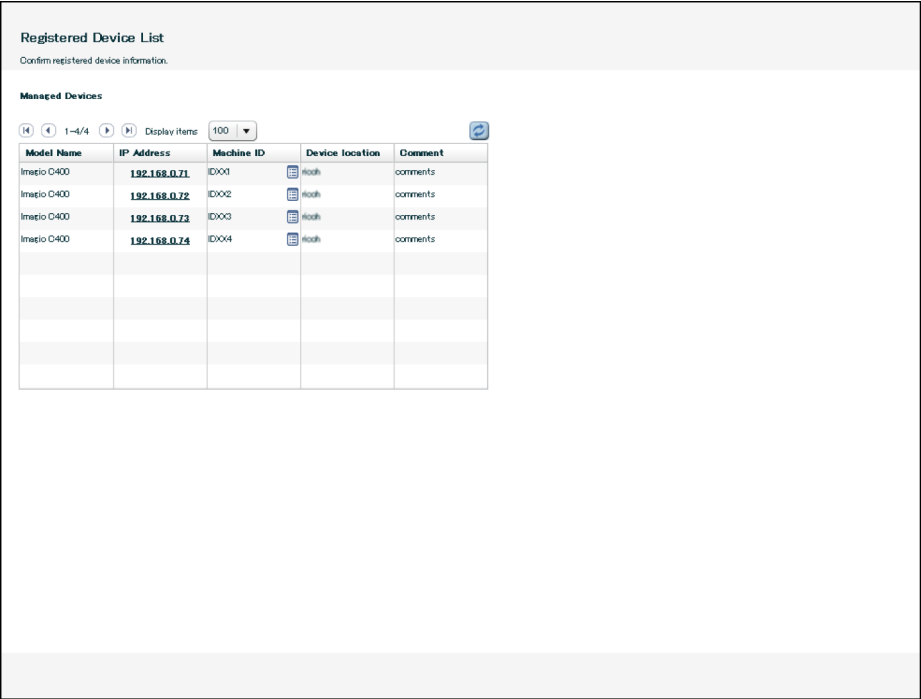 Registered Device List
Confirm registered device information.
Managed Devices
1-4/4 Display items 100
Model Name IP Address Machine ID Device location Comment
Imagio C400 192.168.0.71 IDXX1 ricoh comments
Imagio C400 192.168.0.72 IDXX2 ricoh comments
Imagio C400 192.168.0.73 IDXX3 ricoh comments
Imagio C400 192.168.0.74 IDXX4 ricoh comments